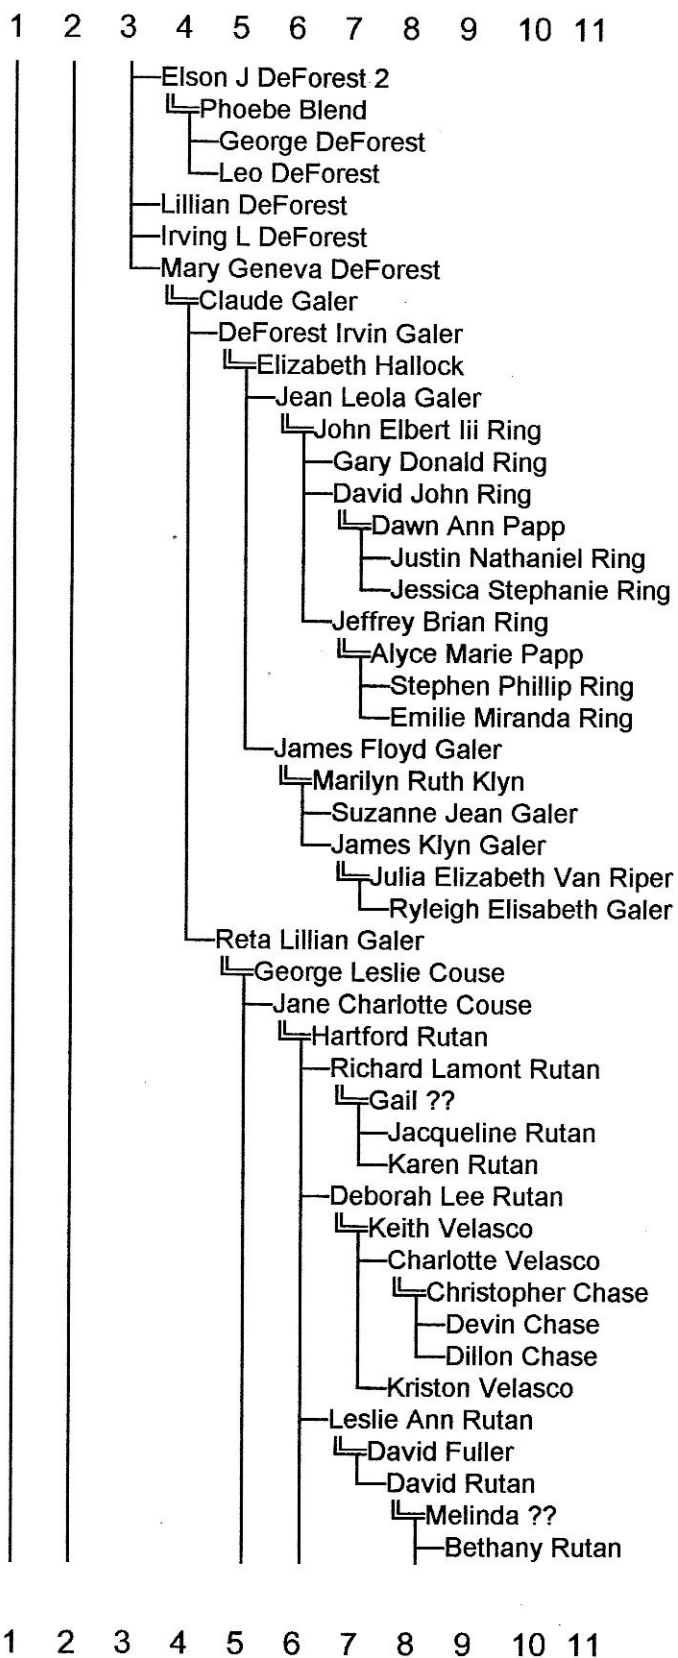 1 2 3 4 5 6 7 8 9 10 11
Elson J DeForest 2
Phoebe Blend
George DeForest
Leo DeForest
Lillian DeForest
Irving L DeForest
Mary Geneva DeForest
Claude Galer
DeForest Irvin Galer
Elizabeth Hallock
Jean Leola Galer
John Elbert Iii Ring
Gary Donald Ring
David John Ring
Dawn Ann Papp
Justin Nathaniel Ring
Jessica Stephanie Ring
Jeffrey Brian Ring
Alyce Marie Papp
Stephen Phillip Ring
Emilie Miranda Ring
James Floyd Galer
Marilyn Ruth Klyn
Suzanne Jean Galer
James Klyn Galer
Julia Elizabeth Van Riper
Ryleigh Elisabeth Galer
Reta Lillian Galer
George Leslie Couse
Jane Charlotte Couse
Hartford Rutan
Richard Lamont Rutan
Gail ??
Jacqueline Rutan
Karen Rutan
Deborah Lee Rutan
Keith Velasco
Charlotte Velasco
Christopher Chase
Devin Chase
Dillon Chase
Kriston Velasco
Leslie Ann Rutan
David Fuller
David Rutan
Melinda ??
Bethany Rutan
1 2 3 4 5 6 7 8 9 10 11